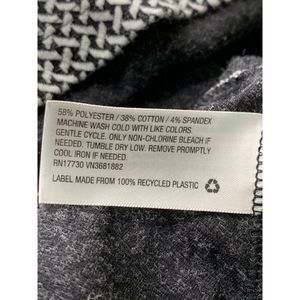 58% POLYESTER / 38% COTTON / 4% SPANDEX
MACHINE WASH COLD WITH LIKE COLORS.
GENTLE CYCLE. ONLY NON-CHLORINE BLEACH IF
NEEDED. TUMBLE DRY LOW. REMOVE PROMPTLY.
COOL IRON IF NEEDED.
RN17730 VN3681882
LABEL MADE FROM 100% RECYCLED PLASTIC